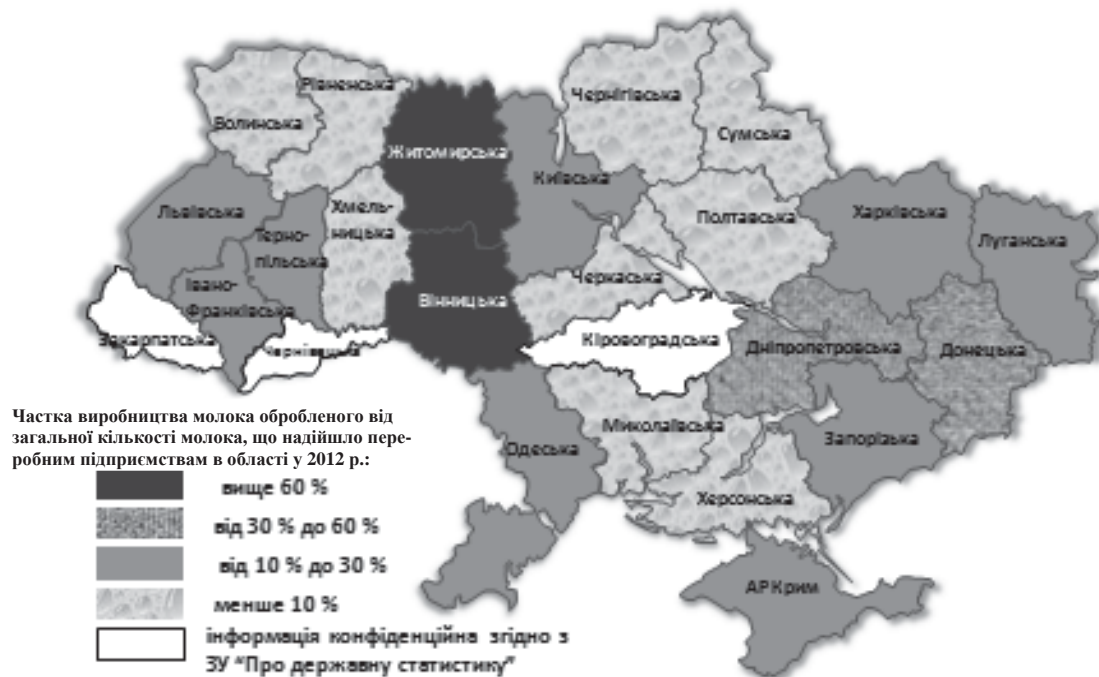 Рівненська
Волинська
Чернігівська
Сумська
Житомирська
Київська
Львівська
Терно-
пільська
Хмель-
ницька
Полтавська
Харківська
Луганська
Черкаська
Вінницька
Івано-
Франківська
Закарпатська
Чернівецька
Кіровоградська
Дніпропетровська
Донецька
Миколаївська
Запорізька
Одеська
Херсонська
АР Крим
Частка виробництва молока обробленого від
загальної кількості молока, що надійшло пере-
робним підприємствам в області у 2012 р.:
вище 60 %
від 30 % до 60 %
від 10 % до 30 %
менше 10 %
інформація конфіденційна згідно з
ЗУ “Про державну статистику”